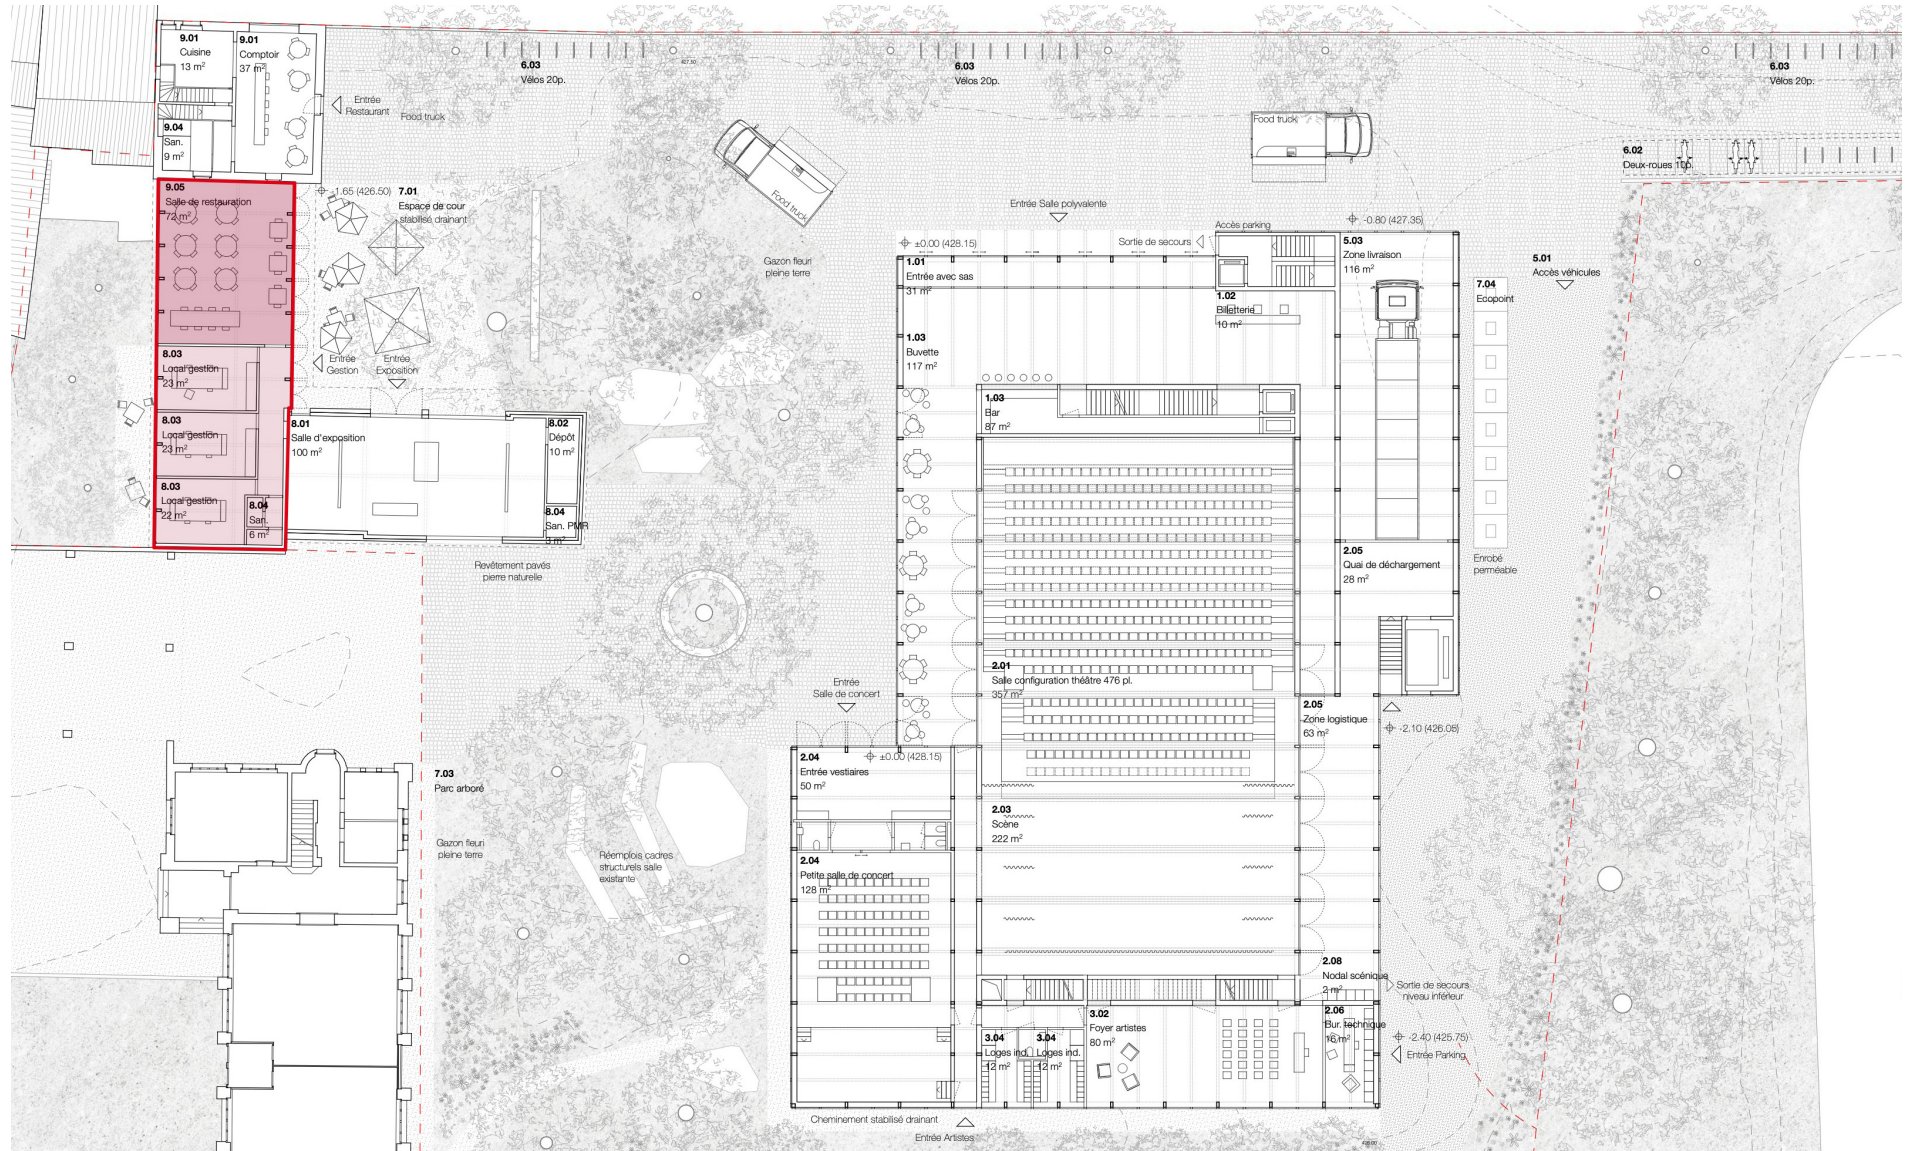 9.01
Cuisine
13 m²
9.01
Comptoir
37 m²
Entrée
Restaurant
Food truck
9.04
San.
9 m²
6.03
Vélos 20p.
427.50
6.03
Vélos 20p.
6.03
Vélos 20p.
Food truck
Food truck
6.02
Deux-roues 10p.
9.05
Salle de restauration
72 m²
-1.65 (426.50)
7.01
Espace de cour
stabilisé drainant
Entrée
Gestion
Entrée
Exposition
Gazon fleuri
pleine terre
Entrée Salle polyvalente
±0.00 (428.15)
Sortie de secours
Accès parking
-0.80 (427.35)
1.01
Entrée avec sas
31 m²
1.02
Billetterie
10 m²
5.03
Zone livraison
116 m²
7.04
Ecopoint
5.01
Accès véhicules
1.03
Buvette
117 m²
1.03
Bar
87 m²
8.03
Local gestion
23 m²
8.03
Local gestion
23 m²
8.03
Local gestion
22 m²
8.04
San.
6 m²
8.01
Salle d'exposition
100 m²
8.02
Dépôt
10 m²
8.04
San. PMR
3 m²
Revêtement pavés
pierre naturelle
2.05
Quai de déchargement
28 m²
Enrobé
perméable
2.01
Salle configuration théâtre 476 pl.
357 m²
Entrée
Salle de concert
2.05
Zone logistique
63 m²
-2.10 (426.05)
2.04
Entrée vestiaires
50 m²
±0.00 (428.15)
7.03
Parc arboré
2.03
Scène
222 m²
Gazon fleuri
pleine terre
Réemplois cadres
structurels salle
existante
2.04
Petite salle de concert
128 m²
2.08
Nodal scénique
2 m²
Sortie de secours
niveau inférieur
3.02
Foyer artistes
80 m²
3.04
Loges ind.
12 m²
3.04
Loges ind.
12 m²
2.06
Bur. technique
16 m²
-2.40 (425.75)
Entrée Parking
Cheminement stabilisé drainant
Entrée Artistes